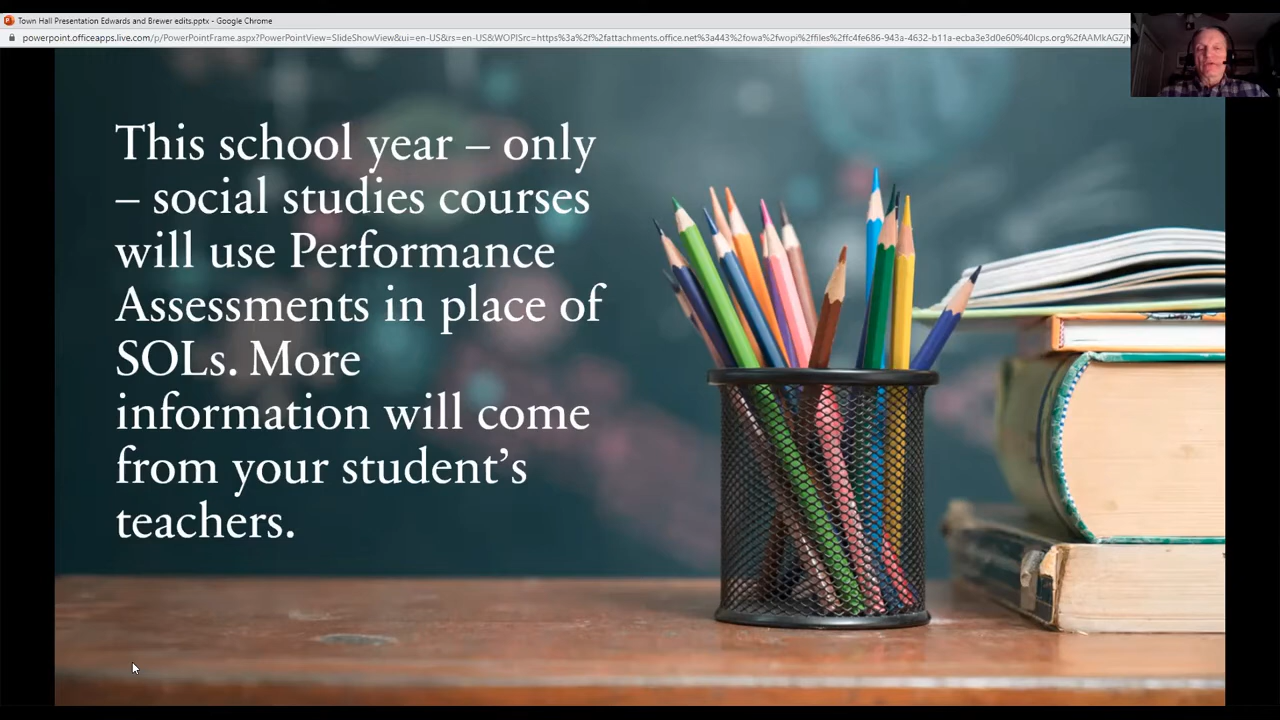 Town Hall Presentation Edwards and Brewer edits.pptx - Google Chrome
powerpoint.officeapps.live.com/p/PowerPointFrame.aspx?PowerPointView=SlideShowView&ui=en-US&rs=en-US&WOPISrc=https%3a%2f%2fattachments.office.net%3a443%2fowa%2fwopi%2ffiles%2ffc4fe686-943a-4632-b11a-ecba3e3d0e60%40lcps.org%2fAAMkAGZjN
This school year – only
– social studies courses
will use Performance
Assessments in place of
SOLs. More
information will come
from your student’s
teachers.